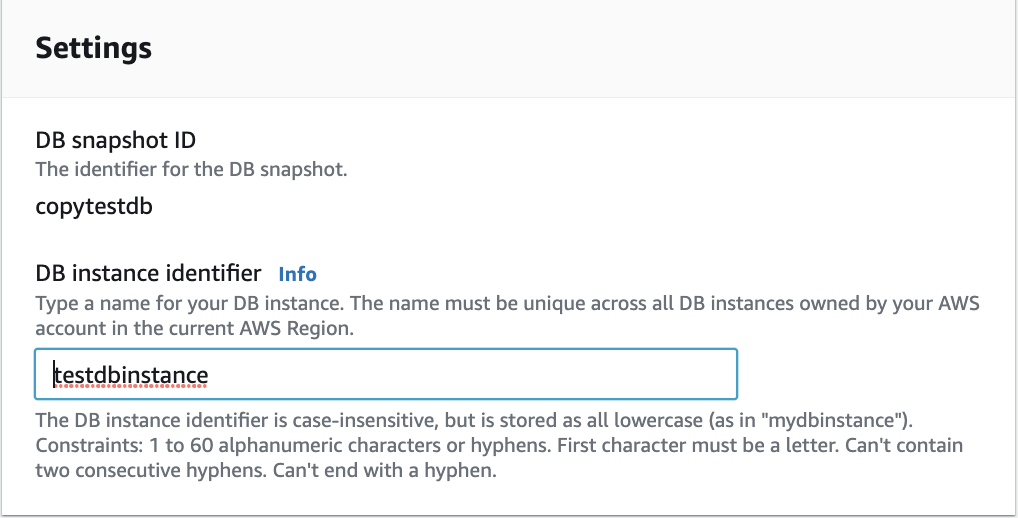 Settings
DB snapshot ID
The identifier for the DB snapshot.
copytestdb
DB instance identifier Info
Type a name for your DB instance. The name must be unique across all DB instances owned by your AWS
account in the current AWS Region.
testdbinstance
The DB instance identifier is case-insensitive, but is stored as all lowercase (as in "mydbinstance").
Constraints: 1 to 60 alphanumeric characters or hyphens. First character must be a letter. Can't contain
two consecutive hyphens. Can't end with a hyphen.